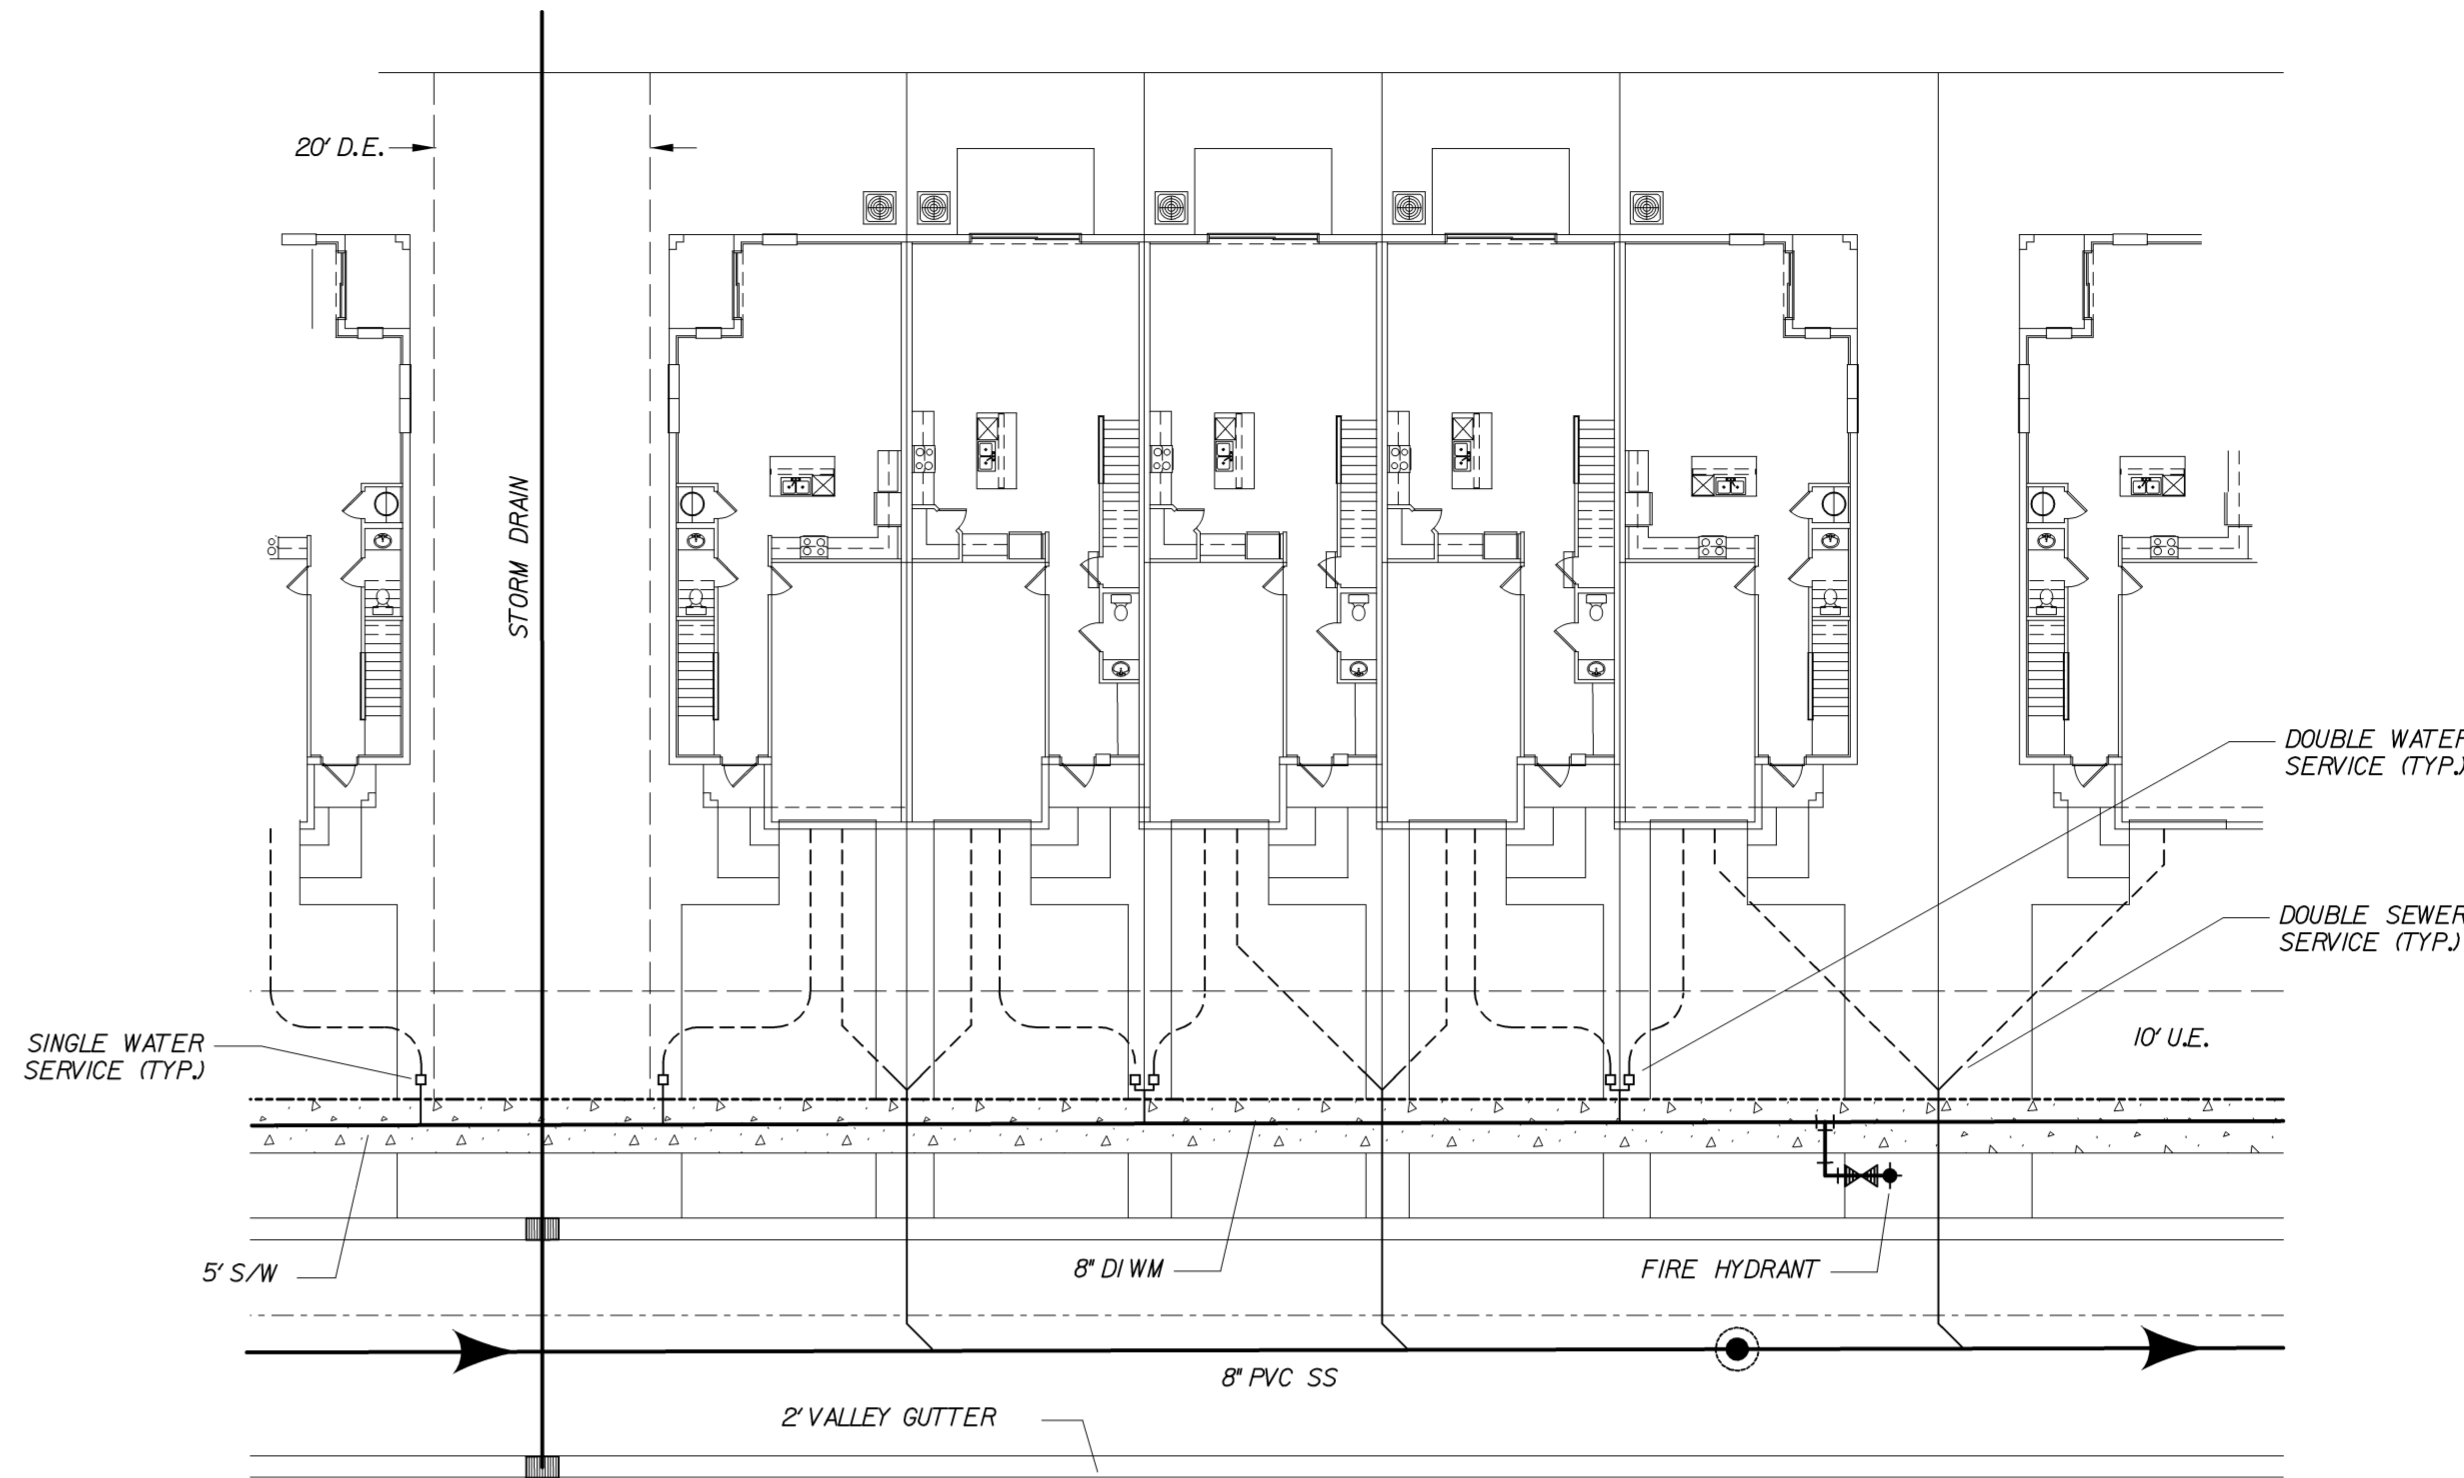 20' D.E.
STORM DRAIN
DOUBLE WATER
SERVICE (TYP.)
DOUBLE SEWER
SERVICE (TYP.)
SINGLE WATER
SERVICE (TYP.)
10' U.E.
5' S/W
8" DI WM
FIRE HYDRANT
8" PVC SS
2' VALLEY GUTTER